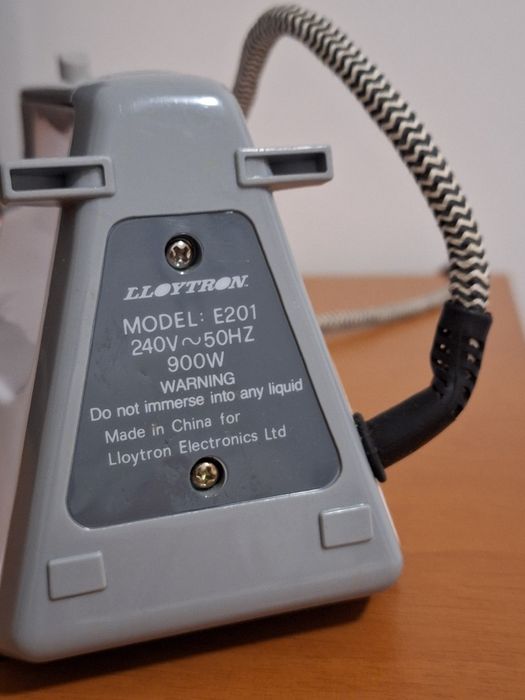 LLOYTRON
MODEL: E201
240V~50HZ
900W
WARNING
Do not immerse into any liquid
Made in China for
Lloytron Electronics Ltd